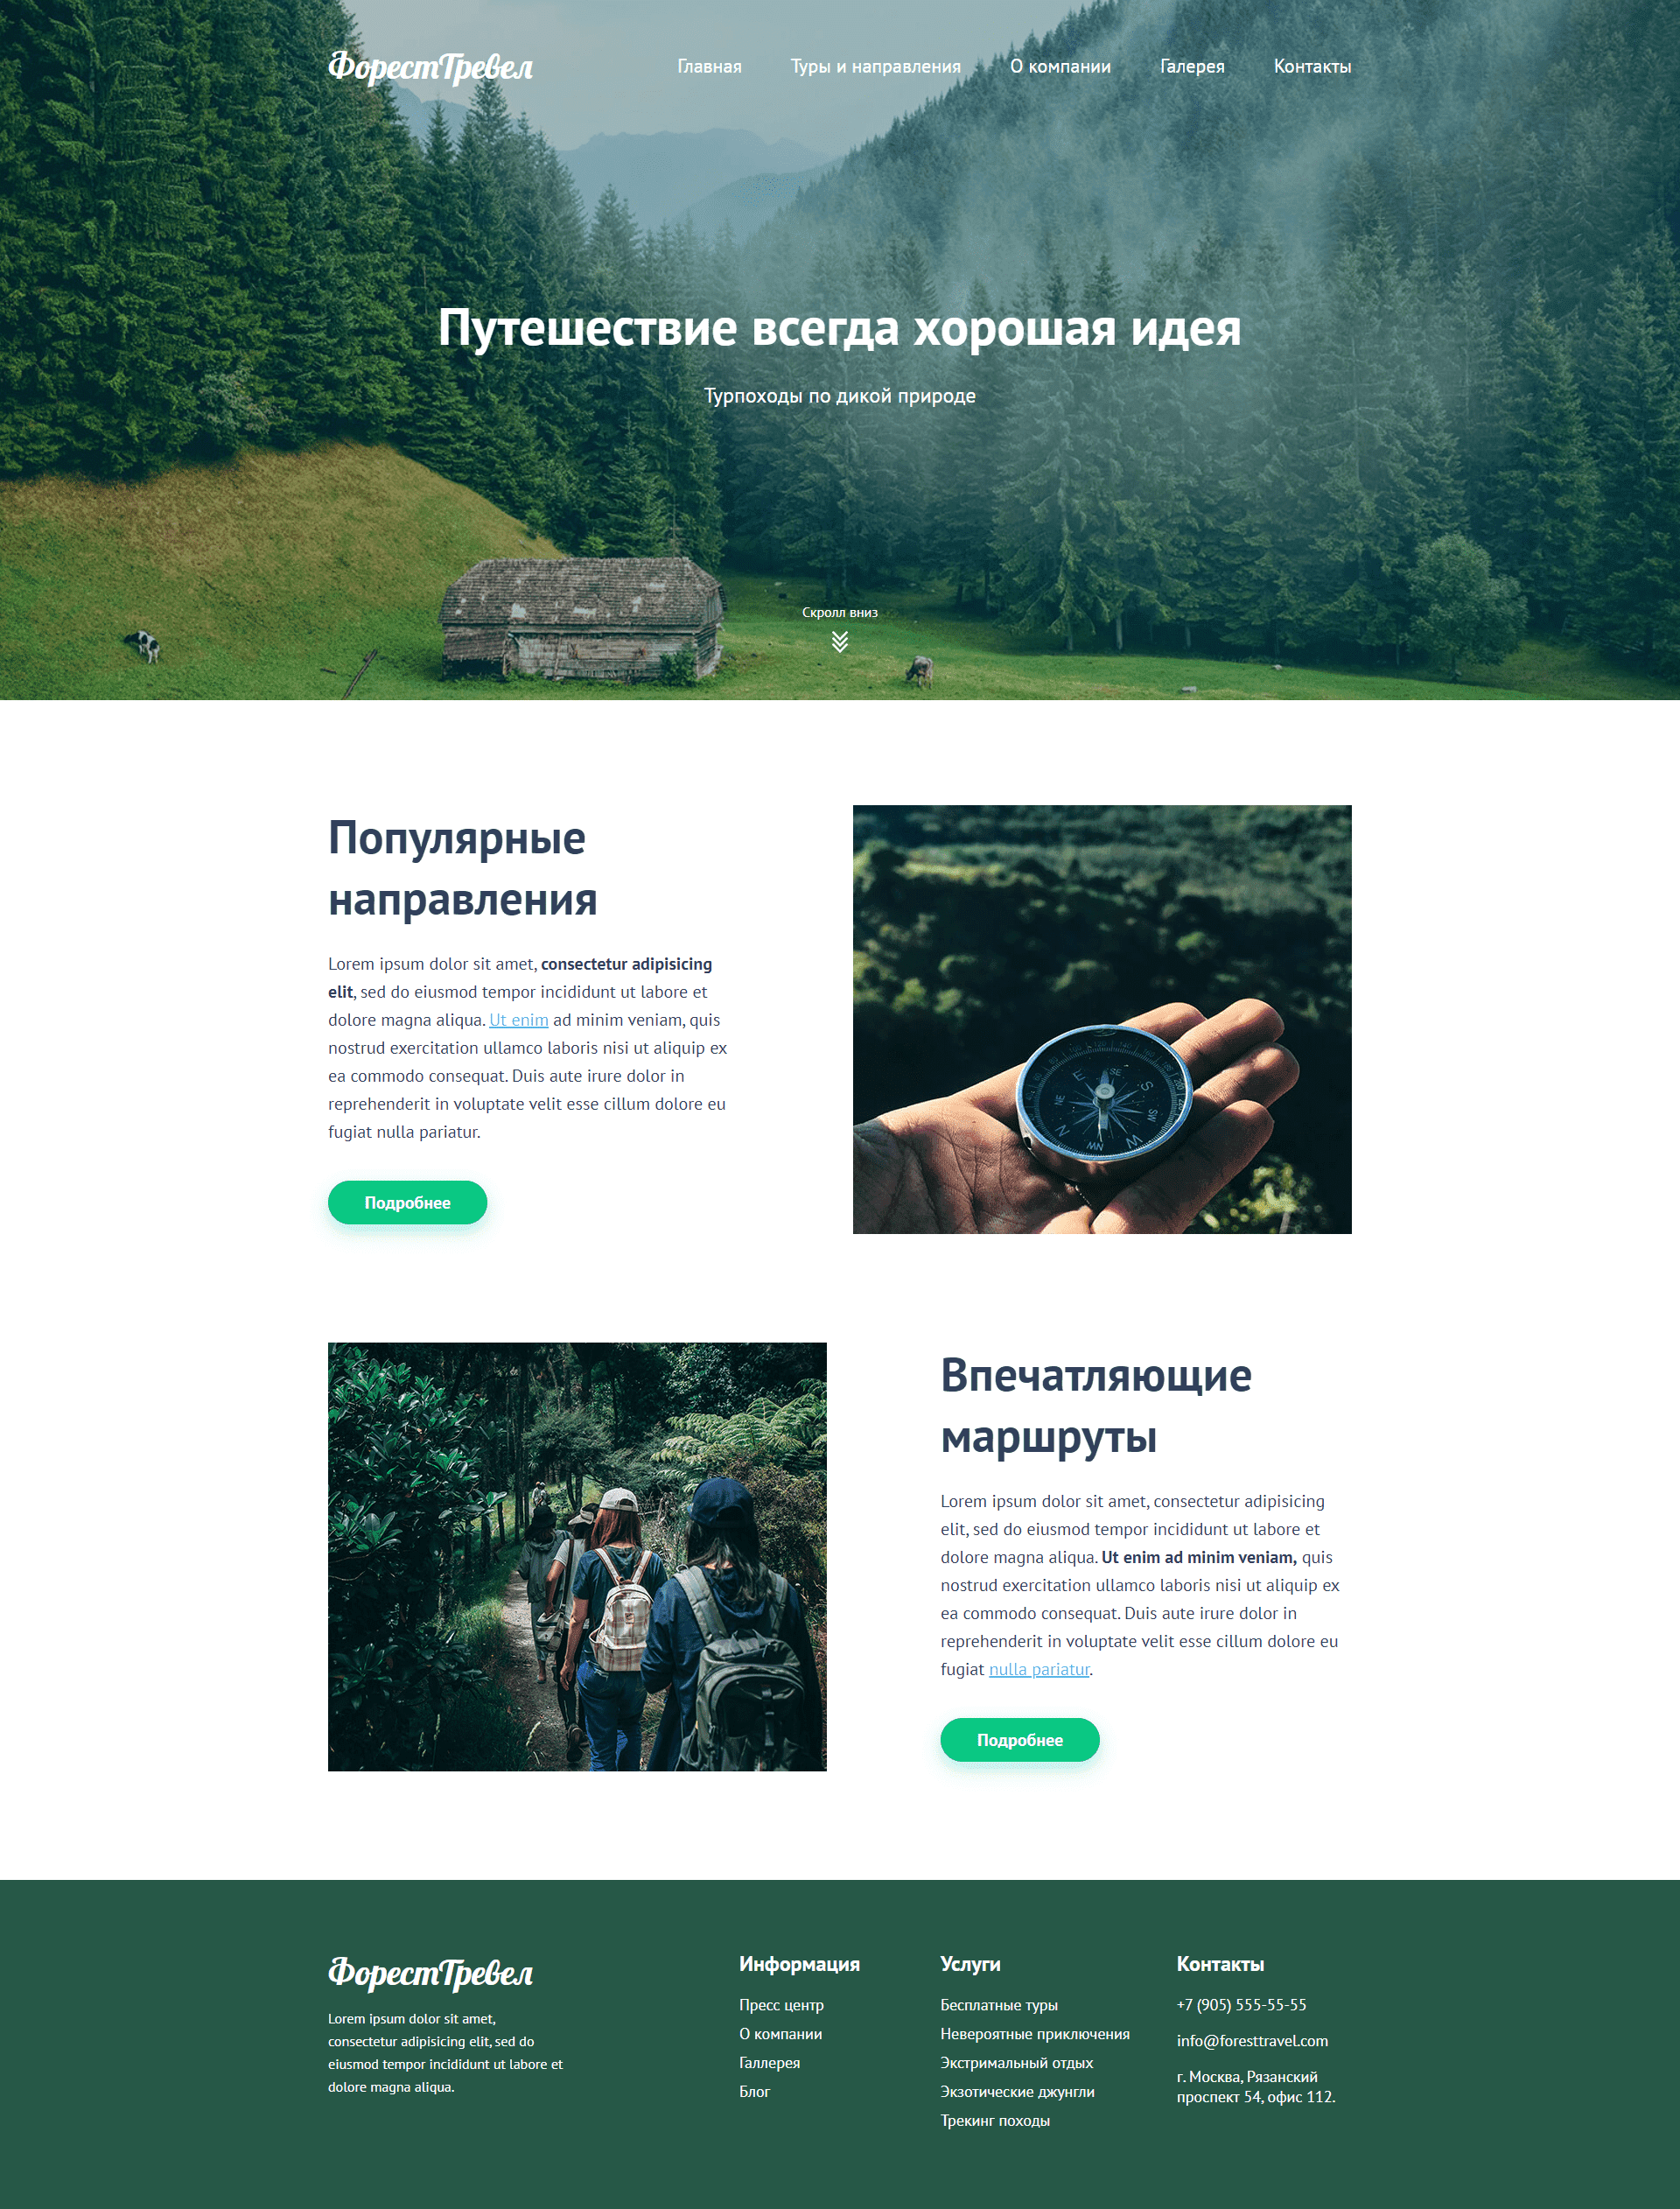 ФорестТревел
Главная Туры и направления О компании Галерея Контакты
Путешествие всегда хорошая идея
Турпоходы по дикой природе
Скролл вниз
Популярные
направления
Lorem ipsum dolor sit amet, consectetur adipisicing
elit, sed do eiusmod tempor incididunt ut labore et
dolore magna aliqua. Ut enim ad minim veniam, quis
nostrud exercitation ullamco laboris nisi ut aliquip ex
ea commodo consequat. Duis aute irure dolor in
reprehenderit in voluptate velit esse cillum dolore eu
fugiat nulla pariatur.
Подробнее
E SE S SW W NW N NE
Впечатляющие
маршруты
Lorem ipsum dolor sit amet, consectetur adipisicing
elit, sed do eiusmod tempor incididunt ut labore et
dolore magna aliqua. Ut enim ad minim veniam, quis
nostrud exercitation ullamco laboris nisi ut aliquip ex
ea commodo consequat. Duis aute irure dolor in
reprehenderit in voluptate velit esse cillum dolore eu
fugiat nulla pariatur.
Подробнее
ФорестТревел
Lorem ipsum dolor sit amet,
consectetur adipisicing elit, sed do
eiusmod tempor incididunt ut labore et
dolore magna aliqua.
Информация
Пресс центр
О компании
Галлерея
Блог
Услуги
Бесплатные туры
Невероятные приключения
Экстримальный отдых
Экзотические джунгли
Трекинг походы
Контакты
+7 (905) 555-55-55
info@foresttravel.com
г. Москва, Рязанский
проспект 54, офис 112.